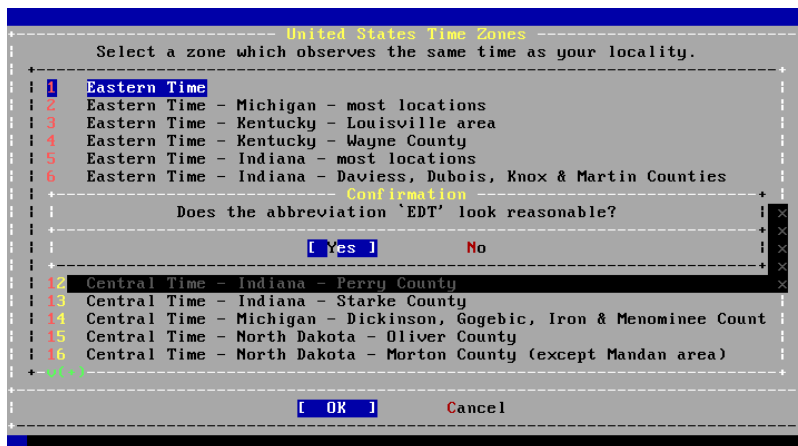 United States Time Zones
Select a zone which observes the same time as your locality.
1 Eastern Time
2 Eastern Time - Michigan - most locations
3 Eastern Time - Kentucky - Louisville area
4 Eastern Time - Kentucky - Wayne County
5 Eastern Time - Indiana - most locations
6 Eastern Time - Indiana - Daviess, Dubois, Knox & Martin Counties
Confirmation
Does the abbreviation `EDT' look reasonable?
[ Yes ] No
12 Central Time - Indiana - Perry County
13 Central Time - Indiana - Starke County
14 Central Time - Michigan - Dickinson, Gogebic, Iron & Menominee Count
15 Central Time - North Dakota - Oliver County
16 Central Time - North Dakota - Morton County (except Mandan area)
v(+)
[ OK ] Cancel